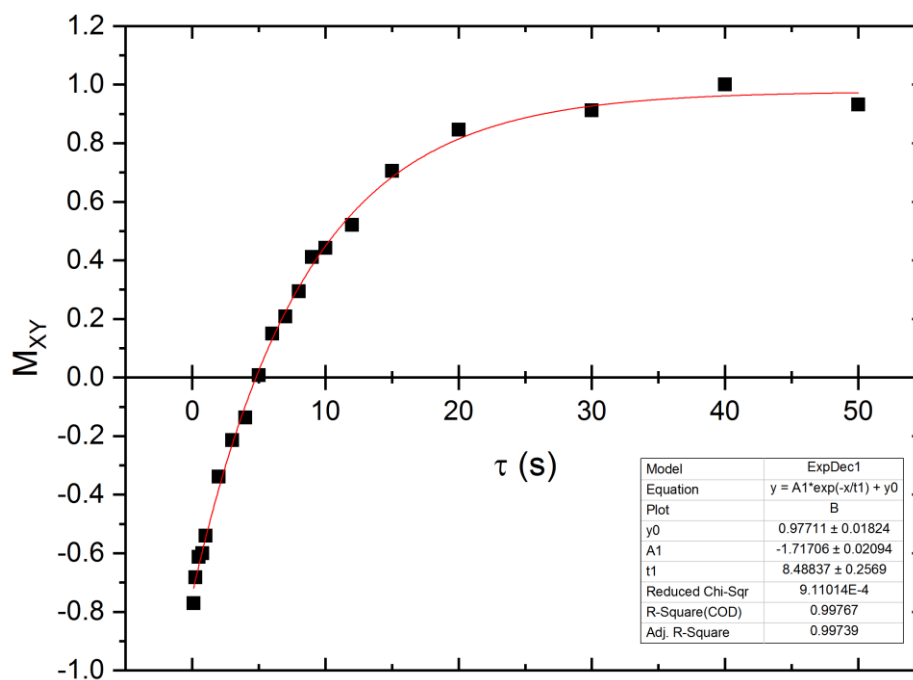 1.2
1.0
0.8
0.6
0.4
0.2
0.0
-0.2
-0.4
-0.6
-0.8
-1.0
M_XY
0 10 20 30 40 50
τ (s)
Model ExpDec1
Equation y = A1*exp(-x/t1) + y0
Plot B
y0 0.97711 ± 0.01824
A1 -1.71706 ± 0.02094
t1 8.48837 ± 0.2569
Reduced Chi-Sqr 9.11014E-4
R-Square(COD) 0.99767
Adj. R-Square 0.99739